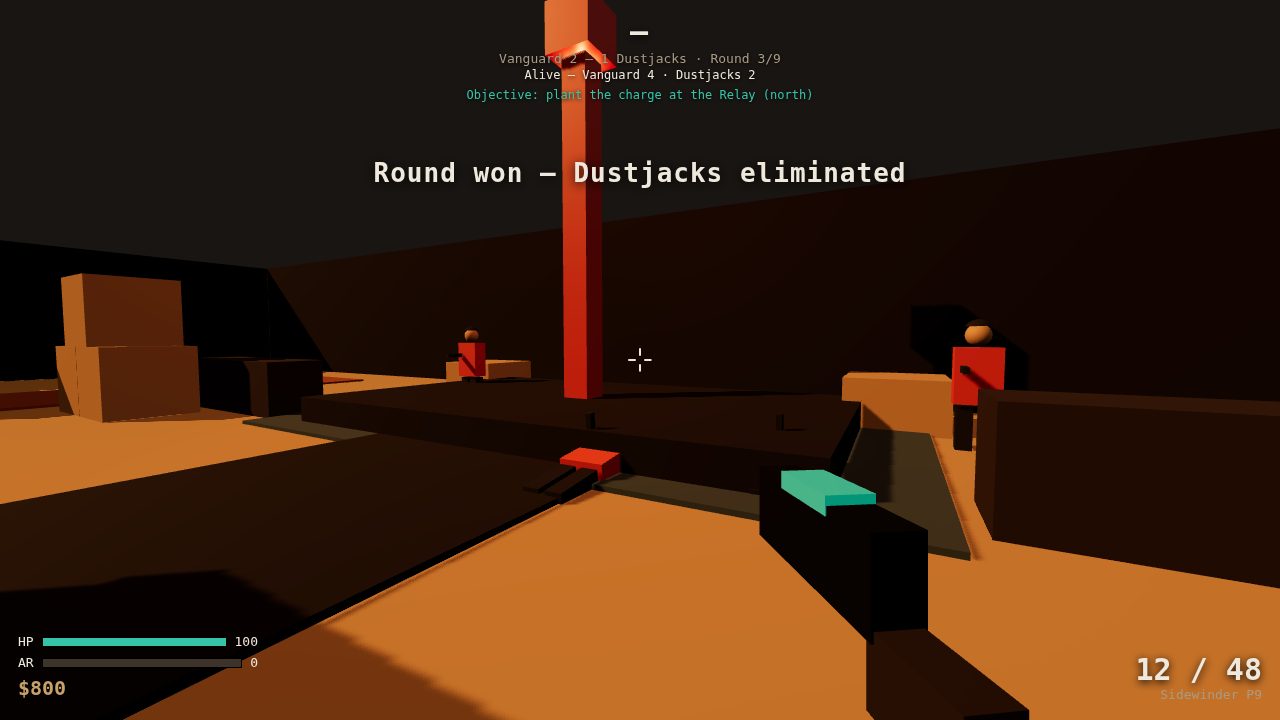 —
Vanguard 2 — 1 Dustjacks · Round 3/9
Alive — Vanguard 4 · Dustjacks 2
Objective: plant the charge at the Relay (north)
Round won — Dustjacks eliminated
HP 100
AR 0
$800
12 / 48
Sidewinder P9